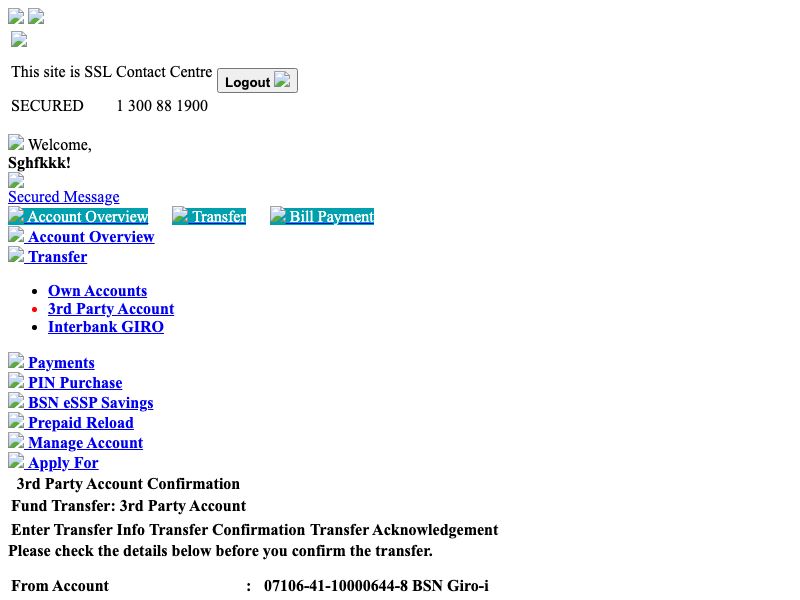 This site is SSL Contact Centre
Logout
SECURED 1 300 88 1900
Welcome,
Sghfkkk!
Secured Message
Account Overview Transfer Bill Payment
Account Overview
Transfer
Own Accounts
3rd Party Account
Interbank GIRO
Payments
PIN Purchase
BSN eSSP Savings
Prepaid Reload
Manage Account
Apply For
3rd Party Account Confirmation
Fund Transfer: 3rd Party Account
Enter Transfer Info Transfer Confirmation Transfer Acknowledgement
Please check the details below before you confirm the transfer.
From Account : 07106-41-10000644-8 BSN Giro-i